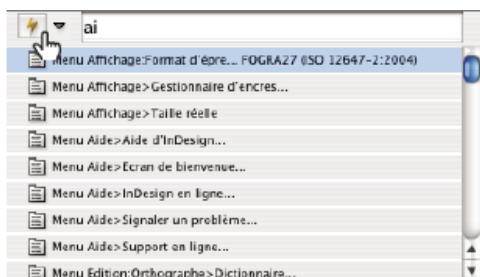 ai
Menu Affichage:Format d'épre... FOGRA27 (ISO 12647-2:2004)
Menu Affichage>Gestionnaire d'encres...
Menu Affichage>Taille réelle
Menu Aide>Aide d'InDesign...
Menu Aide>Ecran de bienvenue...
Menu Aide>InDesign en ligne...
Menu Aide>Signaler un problème...
Menu Aide>Support en ligne...
Menu Edition:Orthographe>Dictionnaire...